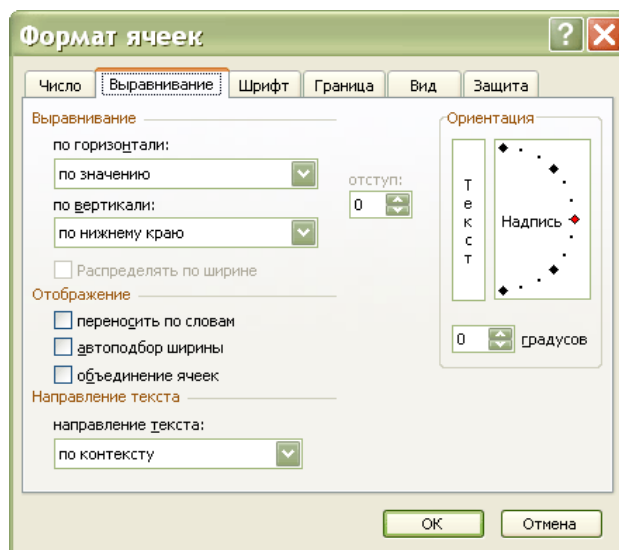 Формат ячеек
Число Выравнивание Шрифт Граница Вид Защита
Выравнивание
по горизонтали:
по значению
отступ:
0
по вертикали:
по нижнему краю
Распределять по ширине
Отображение
переносить по словам
автоподбор ширины
объединение ячеек
Направление текста
направление текста:
по контексту
Ориентация
Текст
Надпись
0 градусов
ОК Отмена